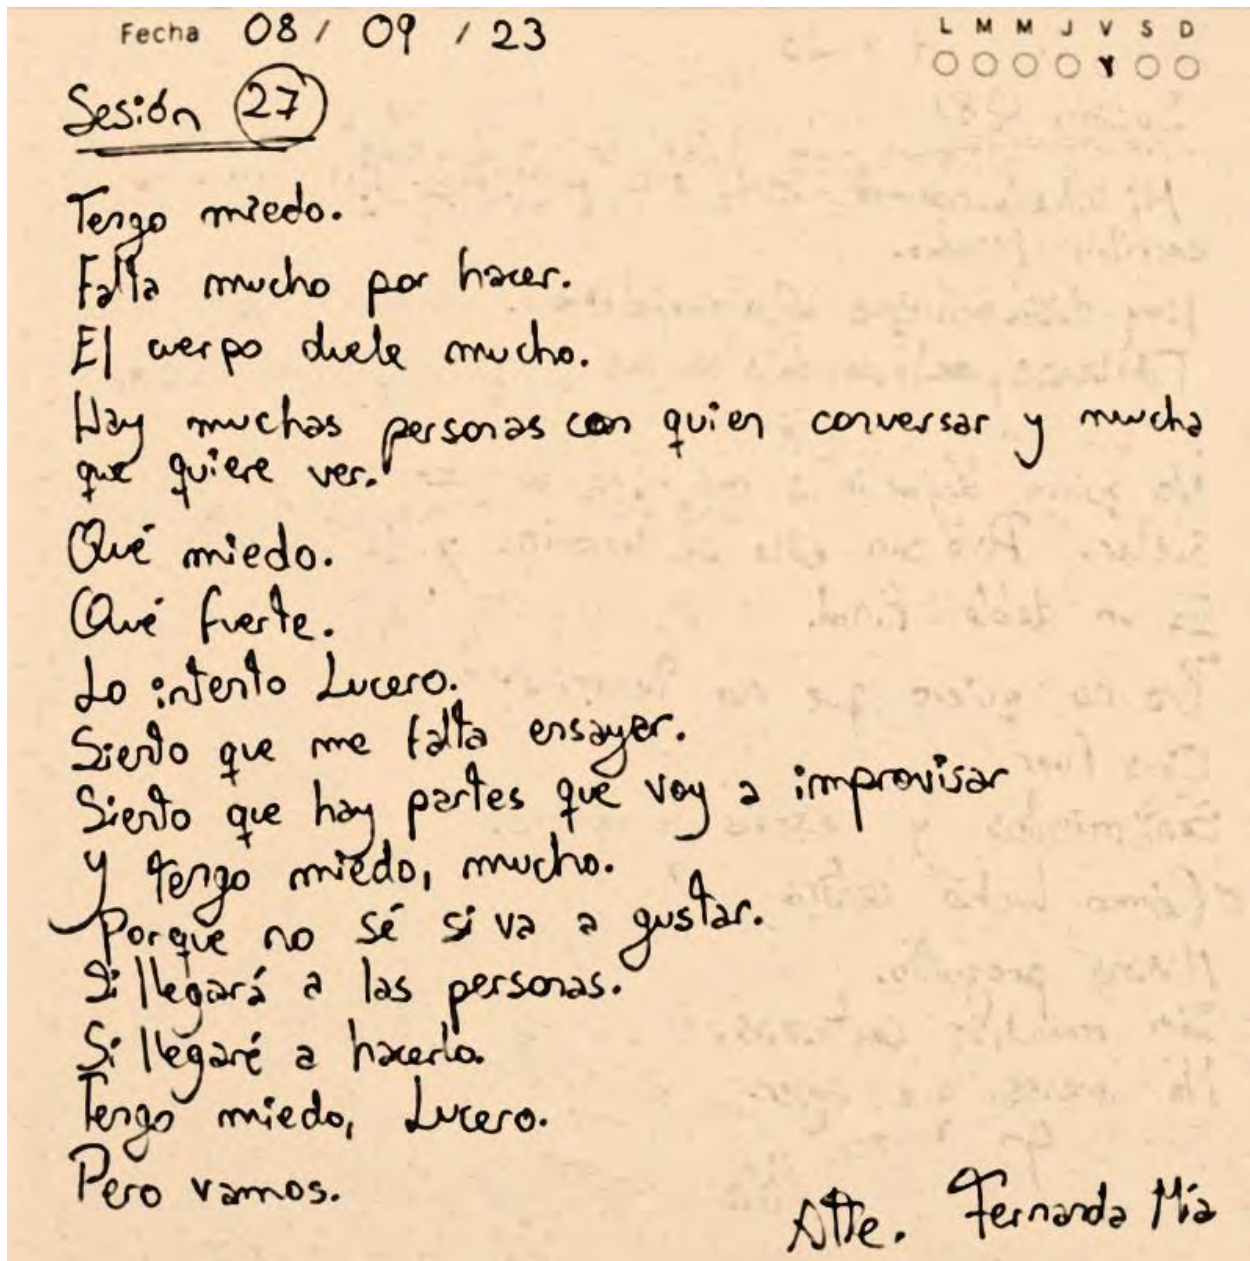 Fecha 08 / 09 / 23
L M M J V S D
Sesión 27
Tengo miedo.
Falta mucho por hacer.
El cuerpo duele mucho.
Hay muchas personas con quien conversar y mucha
que quiere ver.
Qué miedo.
Qué fuerte.
Lo intento Lucero.
Siento que me falta ensayar.
Siento que hay partes que voy a improvisar
y tengo miedo, mucho.
Porque no sé si va a gustar.
Si llegará a las personas.
Si llegaré a hacerlo.
Tengo miedo, Lucero.
Pero vamos.
Atte. Fernanda Mía